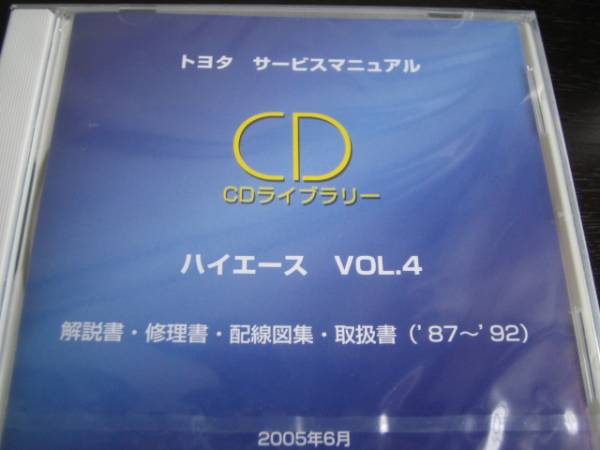 トヨタ　サービスマニュアル
CD
CDライブラリー
ハイエース　VOL.4
解説書・修理書・配線図集・取扱書（'87～'92）
2005年6月